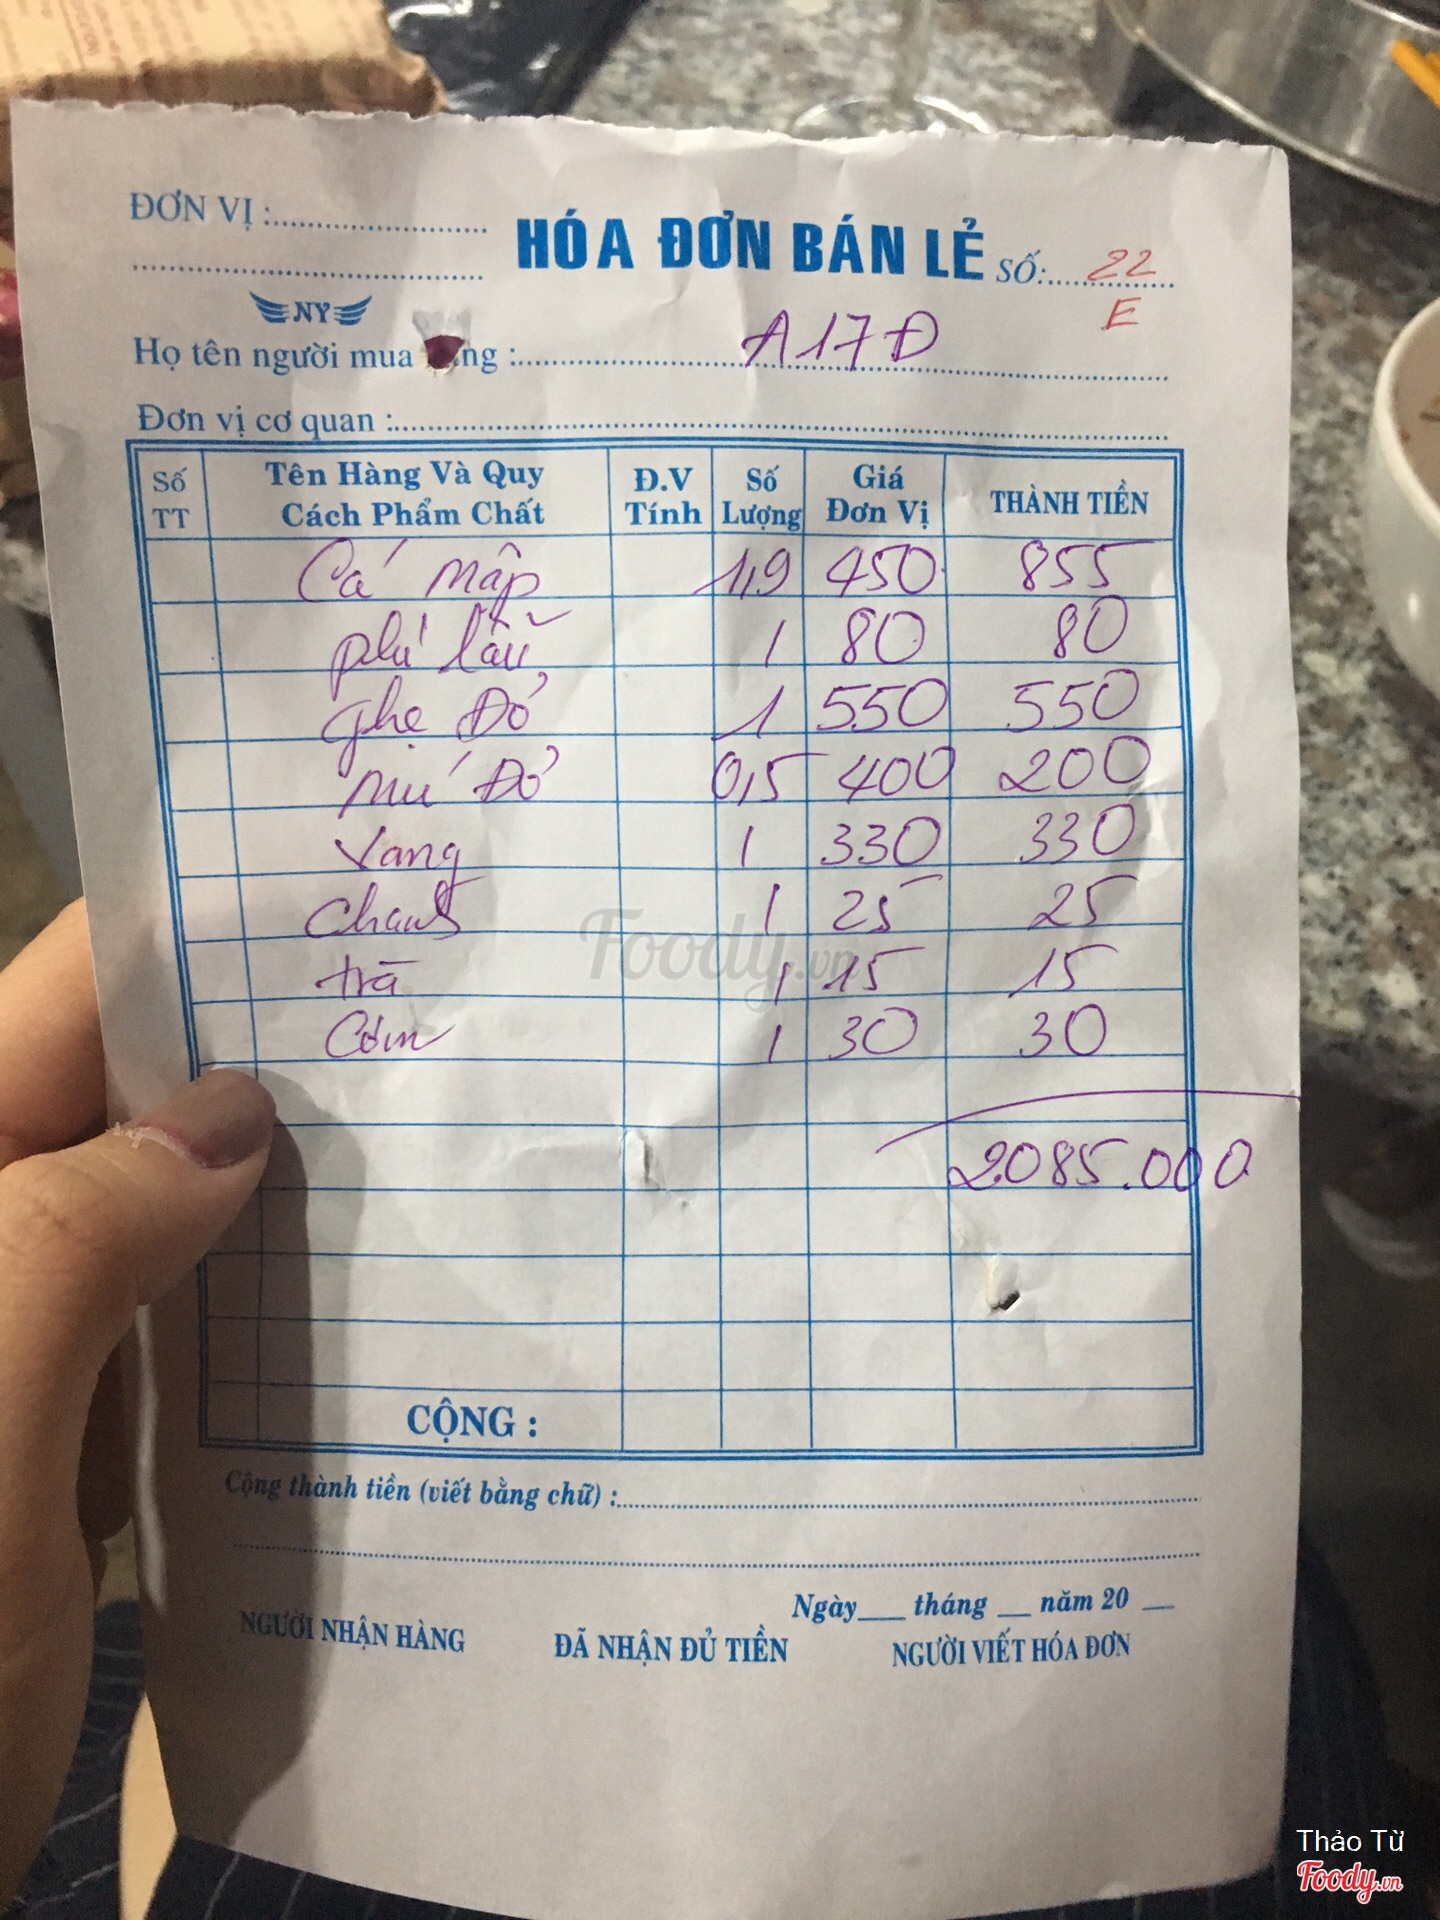 ĐƠN VỊ :
HÓA ĐƠN BÁN LẺ SỐ: 22
E
NY
Họ tên người mua ng : A17Đ
Đơn vị cơ quan :
Số TT Tên Hàng Và Quy Cách Phẩm Chất Đ.V Tính Số Lượng Giá Đơn Vị THÀNH TIỀN
Cá mập 1,9 450 855
phí lẩu 1 80 80
ghẹ Đỏ 1 550 550
mú Đỏ 0,5 400 200
Vang 1 330 330
1 25 25
trà 1 15 15
Cơm 1 30 30
2085.000
CỘNG :
Cộng thành tiền (viết bằng chữ) :
Ngày tháng năm 20
NGƯỜI NHẬN HÀNG ĐÃ NHẬN ĐỦ TIỀN NGƯỜI VIẾT HÓA ĐƠN
Foody.vn
Thảo Từ
Foody.vn